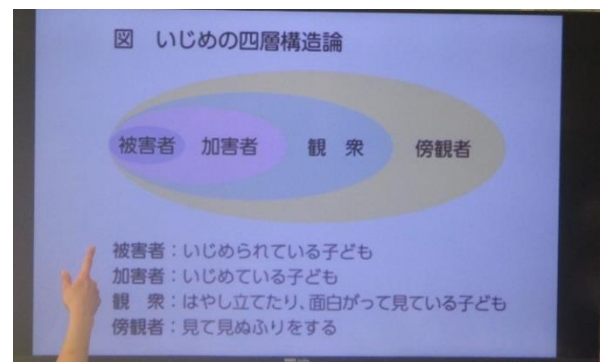 図 いじめの四層構造論
被害者 加害者 観 衆 傍観者
被害者：いじめられている子ども
加害者：いじめている子ども
観 衆：はやし立てたり、面白がって見ている子ども
傍観者：見て見ぬふりをする